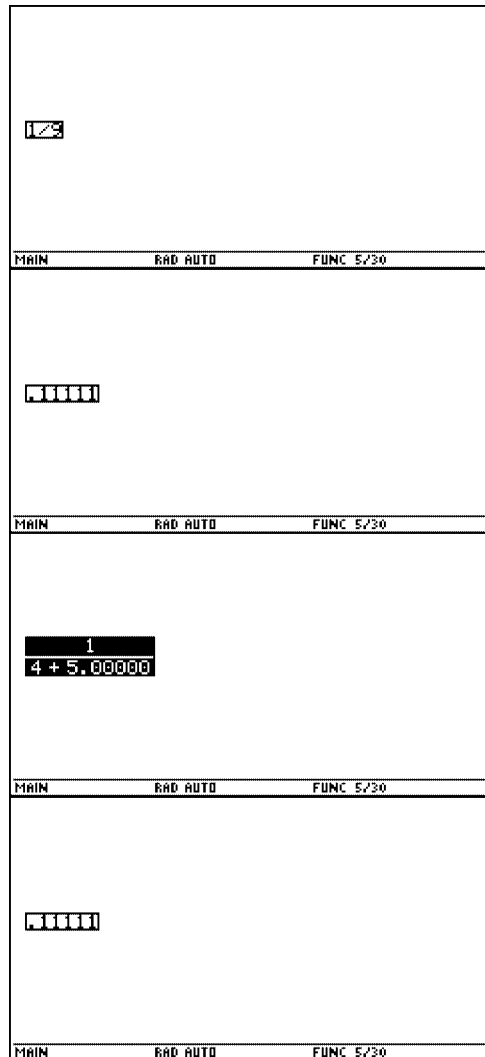 1/9
MAIN RAD AUTO FUNC 5/30
.11111
MAIN RAD AUTO FUNC 5/30
1
4 + 5.00000
MAIN RAD AUTO FUNC 5/30
.11111
MAIN RAD AUTO FUNC 5/30